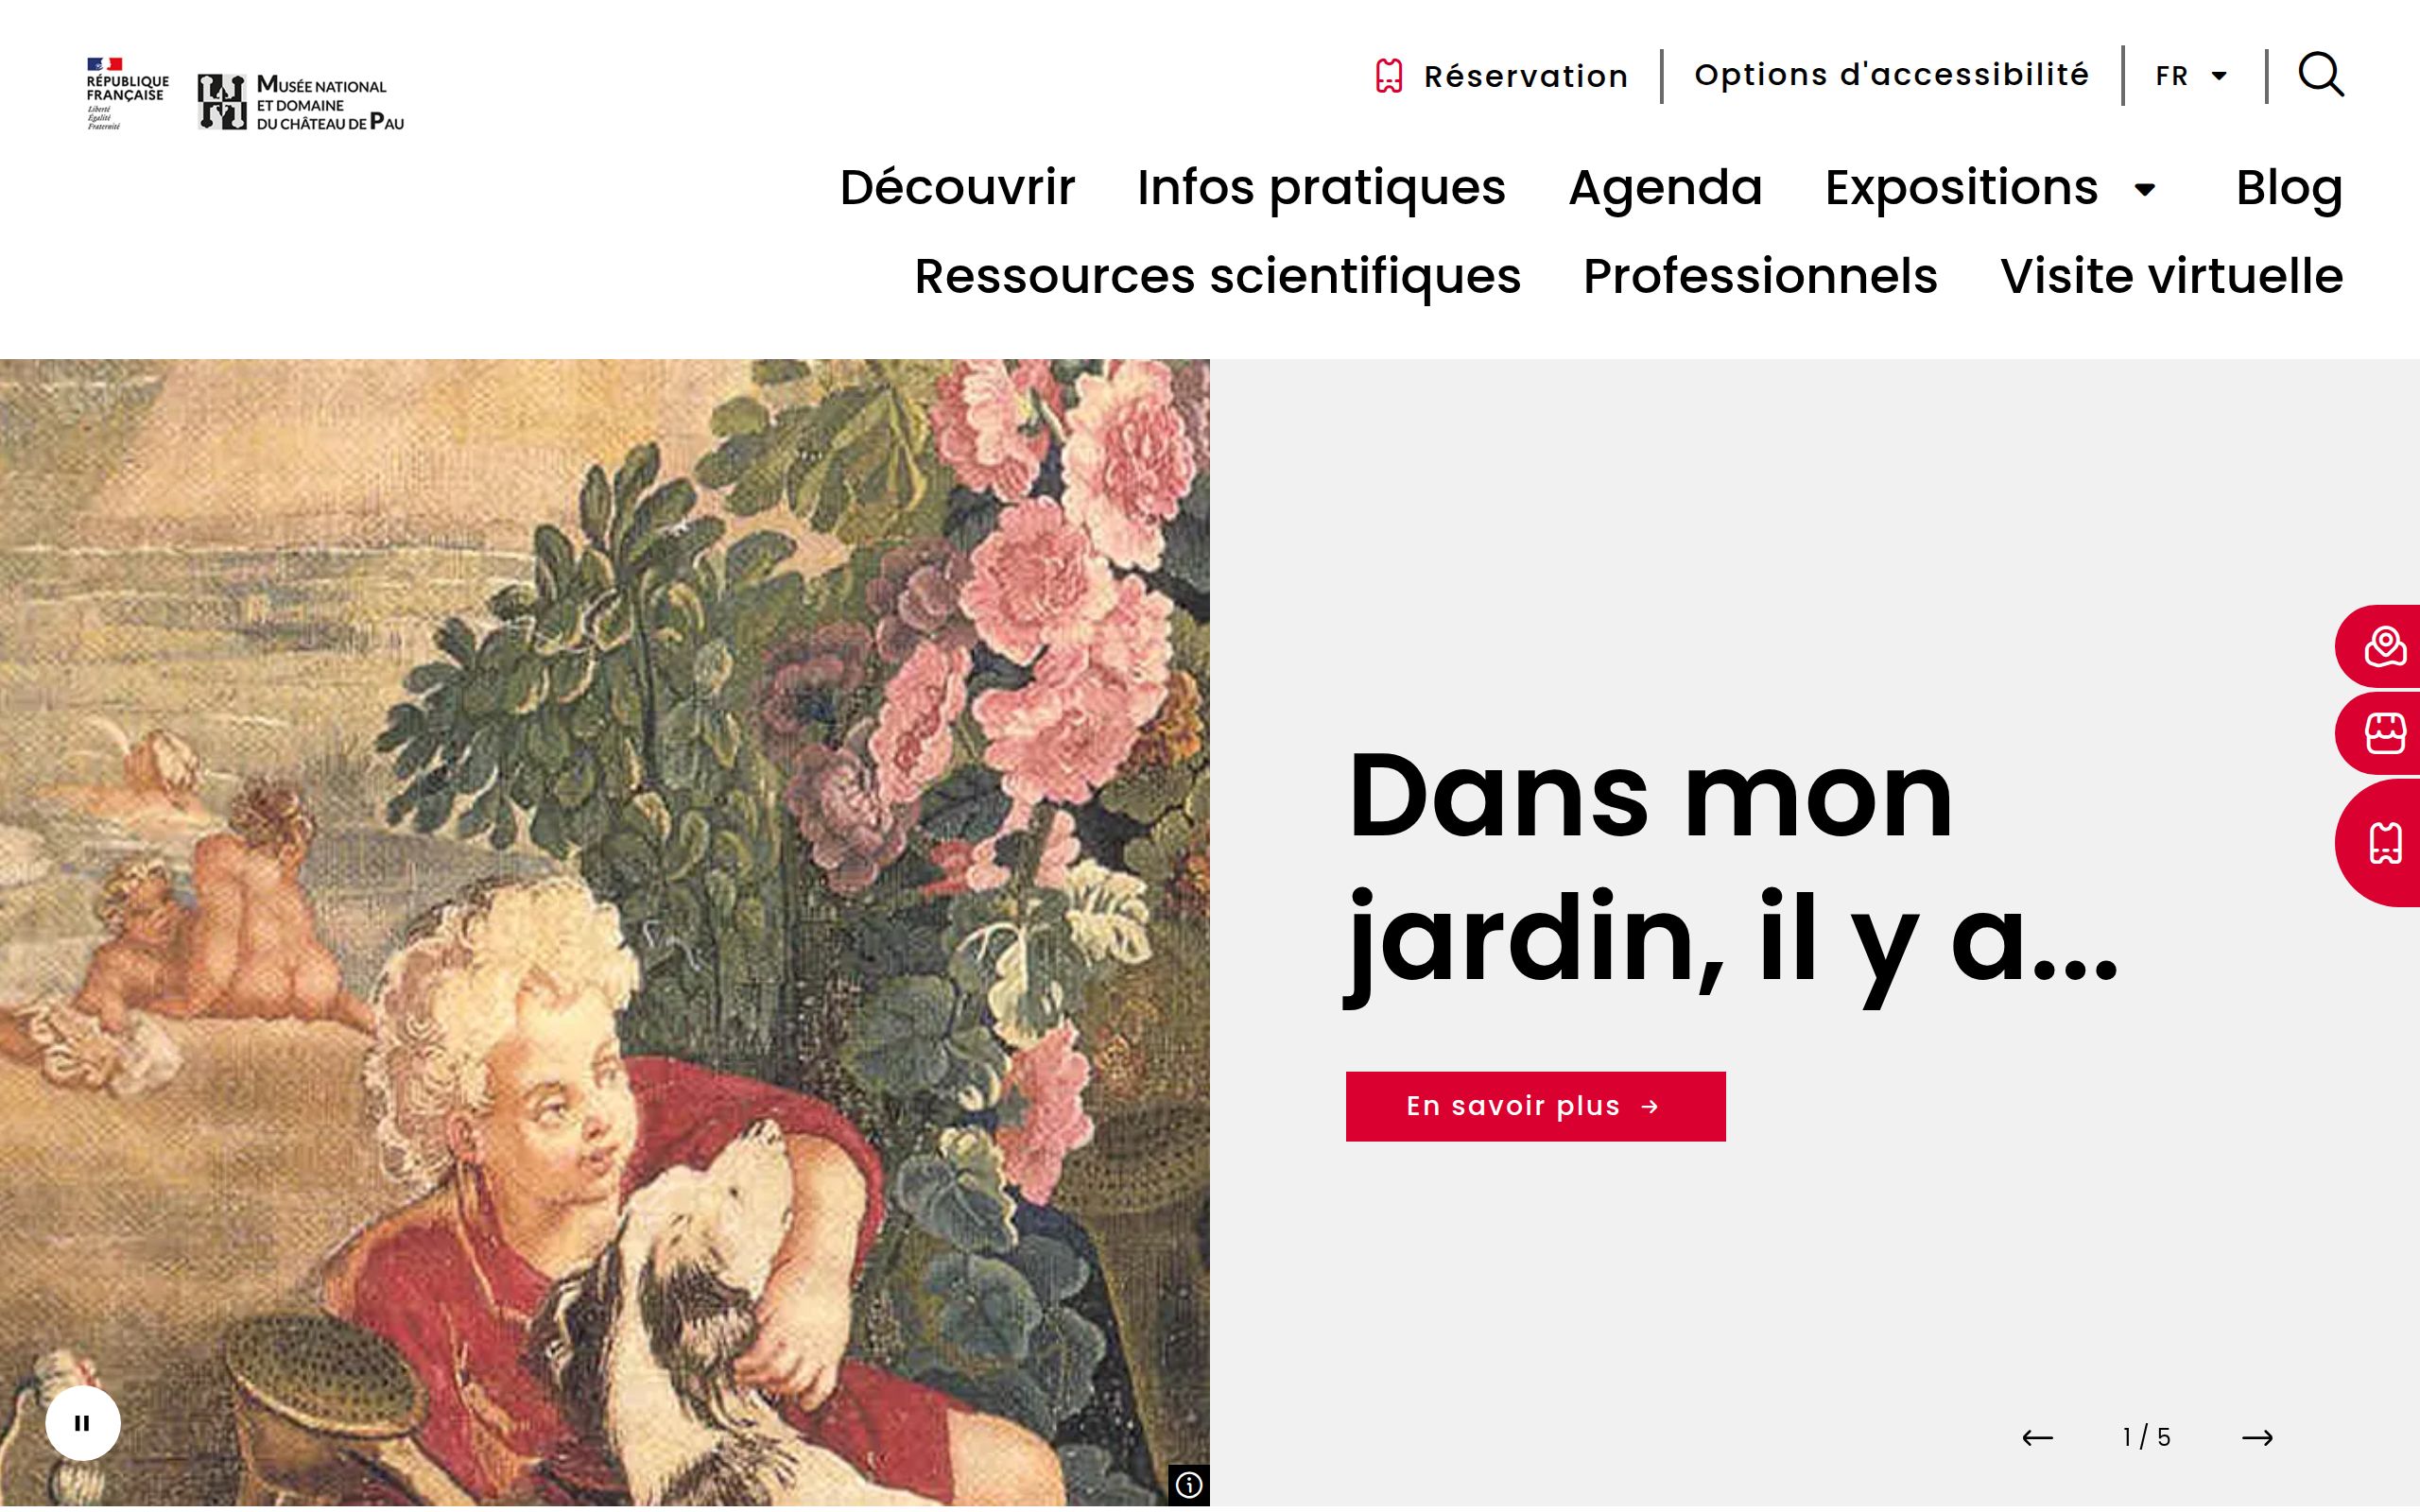 RÉPUBLIQUE
FRANÇAISE
Liberté
Égalité
Fraternité
MUSÉE NATIONAL
ET DOMAINE
DU CHÂTEAU DE PAU
Réservation
Options d'accessibilité
FR
Découvrir
Infos pratiques
Agenda
Expositions
Blog
Ressources scientifiques
Professionnels
Visite virtuelle
Dans mon
jardin, il y a...
En savoir plus →
1 / 5